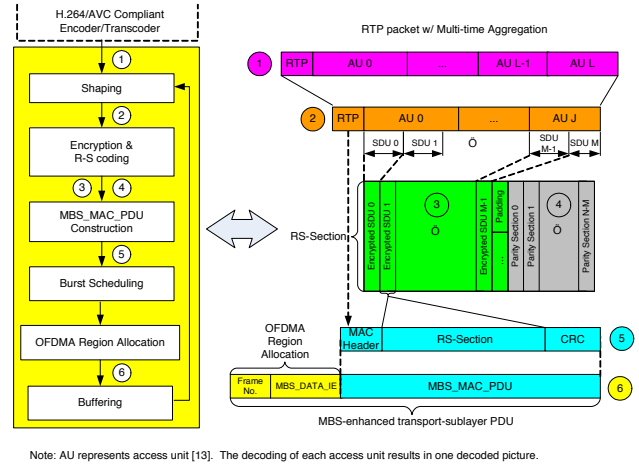 H.264/AVC Compliant
Encoder/Transcoder
1
Shaping
2
Encryption &
R-S coding
3 4
MBS_MAC_PDU
Construction
5
Burst Scheduling
OFDMA Region Allocation
6
Buffering
RTP packet w/ Multi-time Aggregation
1 RTP AU 0 ... AU L-1 AU L
2 RTP AU 0 ... AU J
SDU 0 SDU 1 Ö SDU M-1 SDU M
RS-Section
Encrypted SDU 0
Encrypted SDU 1
3
Ö
Encrypted SDU M-1
Padding
...
Parity Section 0
Parity Section 1
4
Ö
Parity Section N-M
OFDMA
Region
Allocation
MAC
Header
RS-Section CRC 5
Frame
No.
MBS_DATA_IE MBS_MAC_PDU 6
MBS-enhanced transport-sublayer PDU
Note: AU represents access unit [13]. The decoding of each access unit results in one decoded picture.